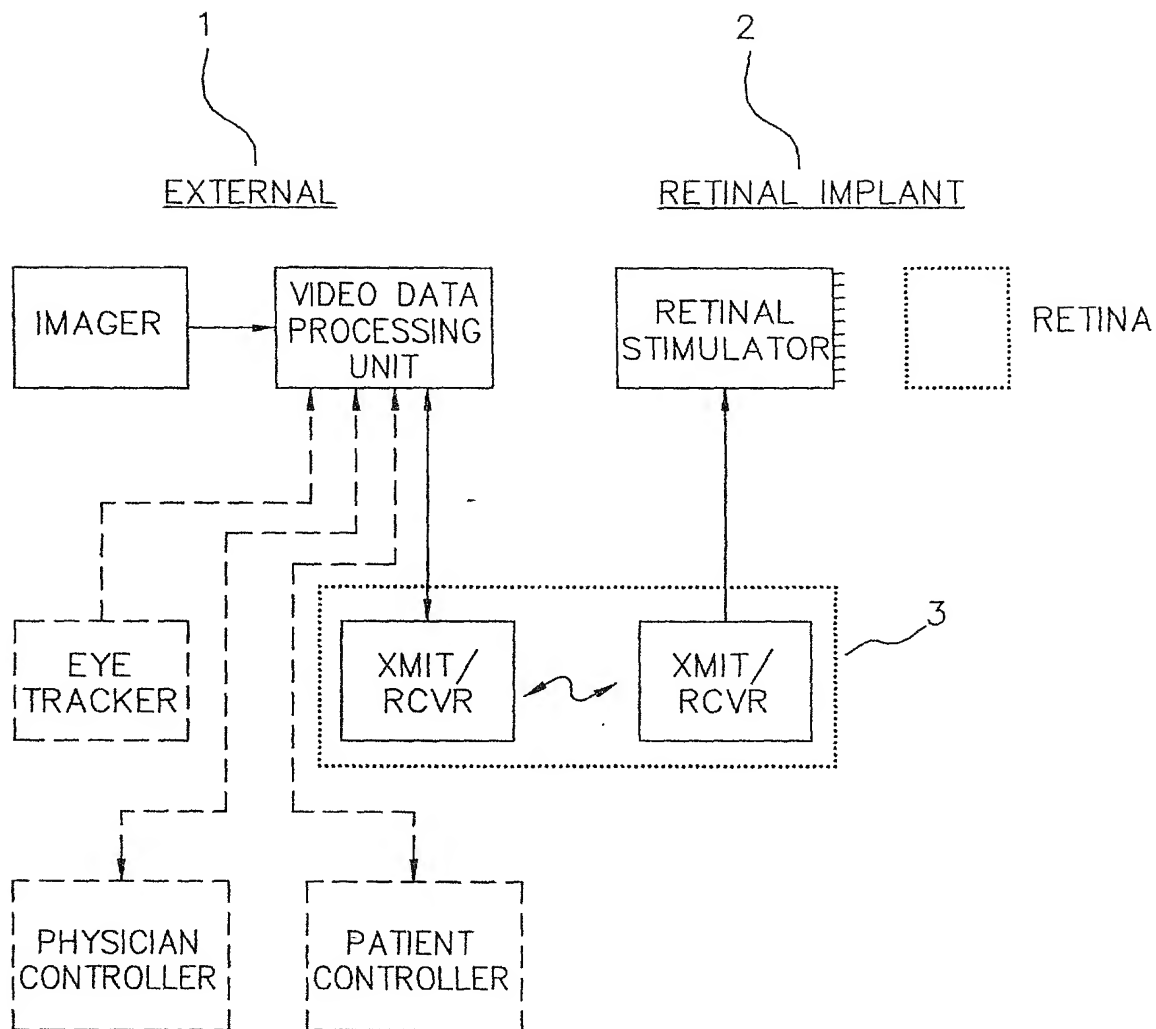 1
2
EXTERNAL
RETINAL IMPLANT
IMAGER
VIDEO DATA
PROCESSING
UNIT
RETINAL
STIMULATOR
RETINA
3
EYE
TRACKER
XMIT/
RCVR
XMIT/
RCVR
PHYSICIAN
CONTROLLER
PATIENT
CONTROLLER